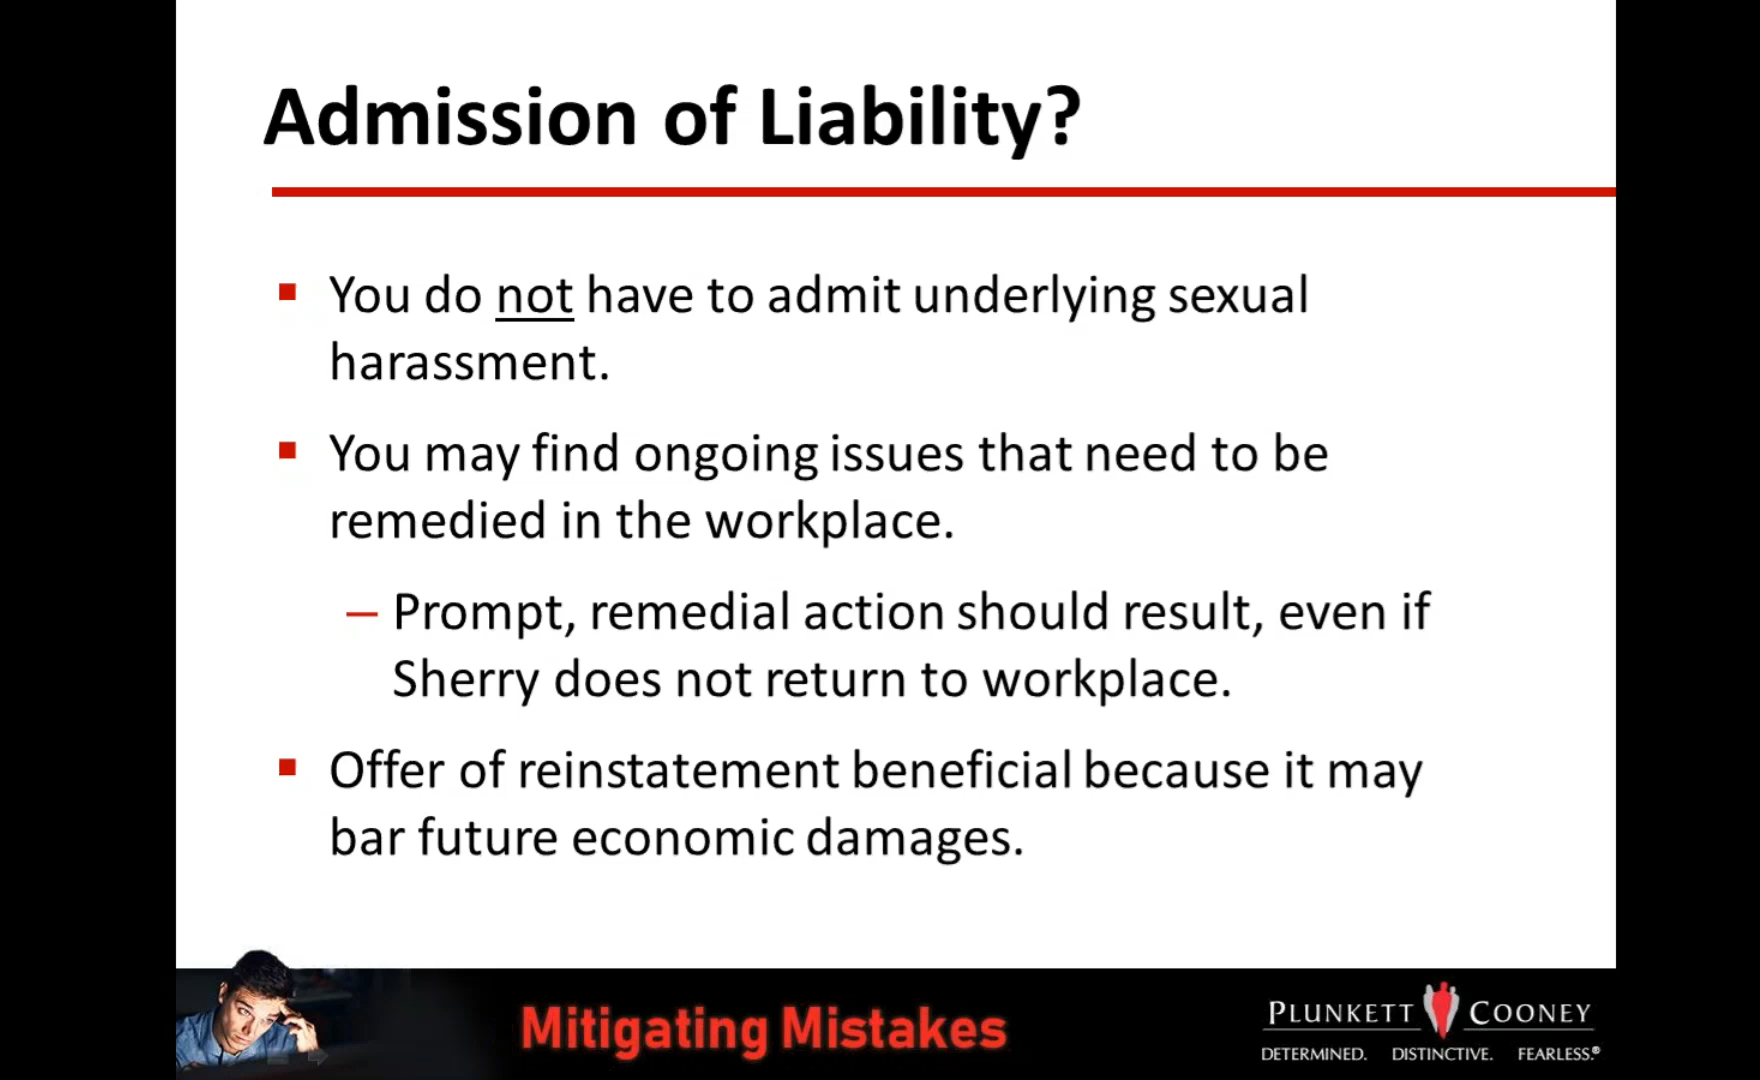 Admission of Liability?
You do not have to admit underlying sexual
harassment.
You may find ongoing issues that need to be
remedied in the workplace.
– Prompt, remedial action should result, even if
Sherry does not return to workplace.
Offer of reinstatement beneficial because it may
bar future economic damages.
Mitigating Mistakes
PLUNKETT COONEY
DETERMINED. DISTINCTIVE. FEARLESS.®